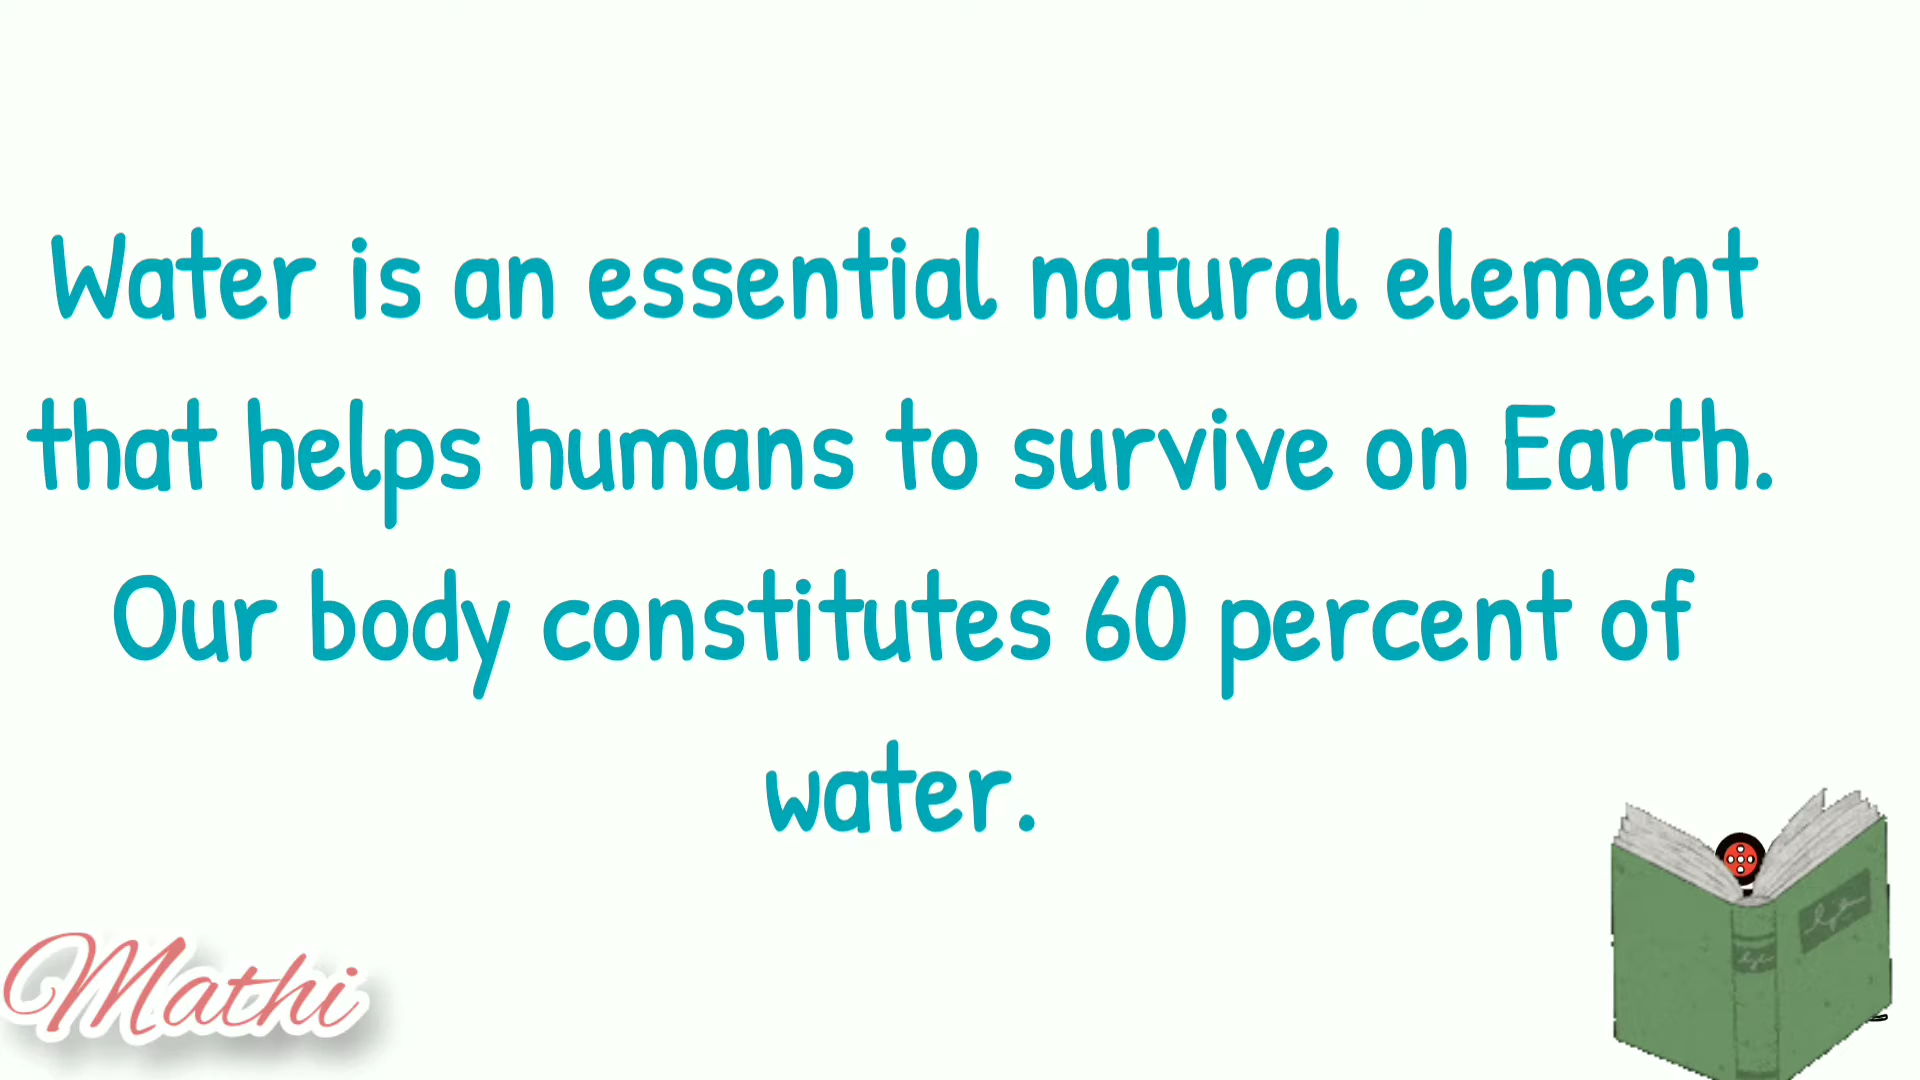 Water is an essential natural element
that helps humans to survive on Earth.
Our body constitutes 60 percent of
water.
Mathi